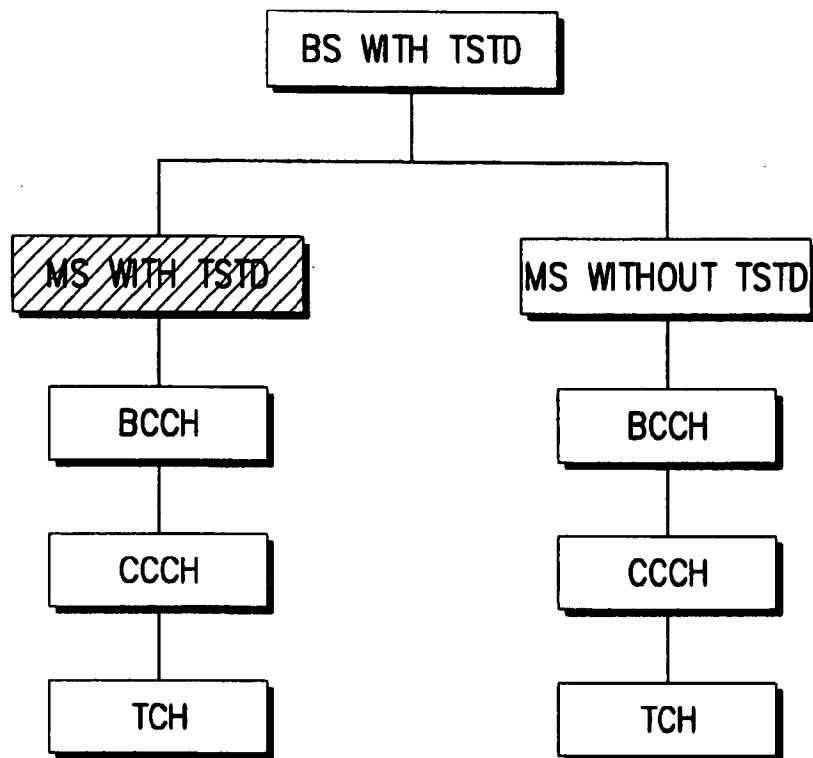 BS WITH TSTD
MS WITH TSTD
MS WITHOUT TSTD
BCCH
BCCH
CCCH
CCCH
TCH
TCH